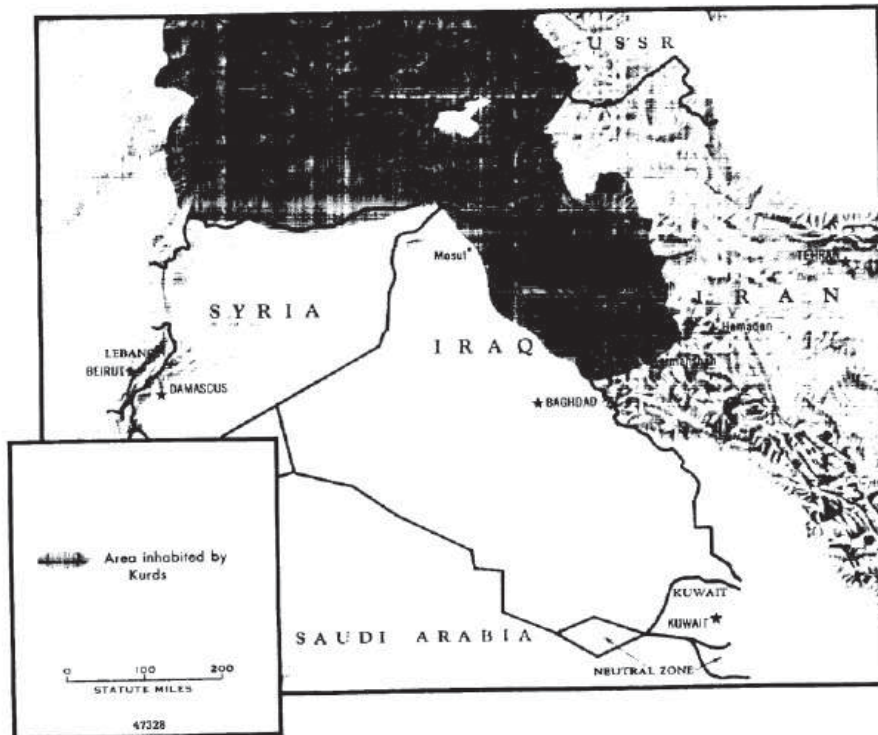 USSR
Mosul
TEHRAN
IRAN
SYRIA
Hamadan
IRAQ
LEBANON
BEIRUT
DAMASCUS
BAGHDAD
Area inhabited by
Kurds
KUWAIT
KUWAIT
SAUDI ARABIA
NEUTRAL ZONE
0 100 200
STATUTE MILES
47328